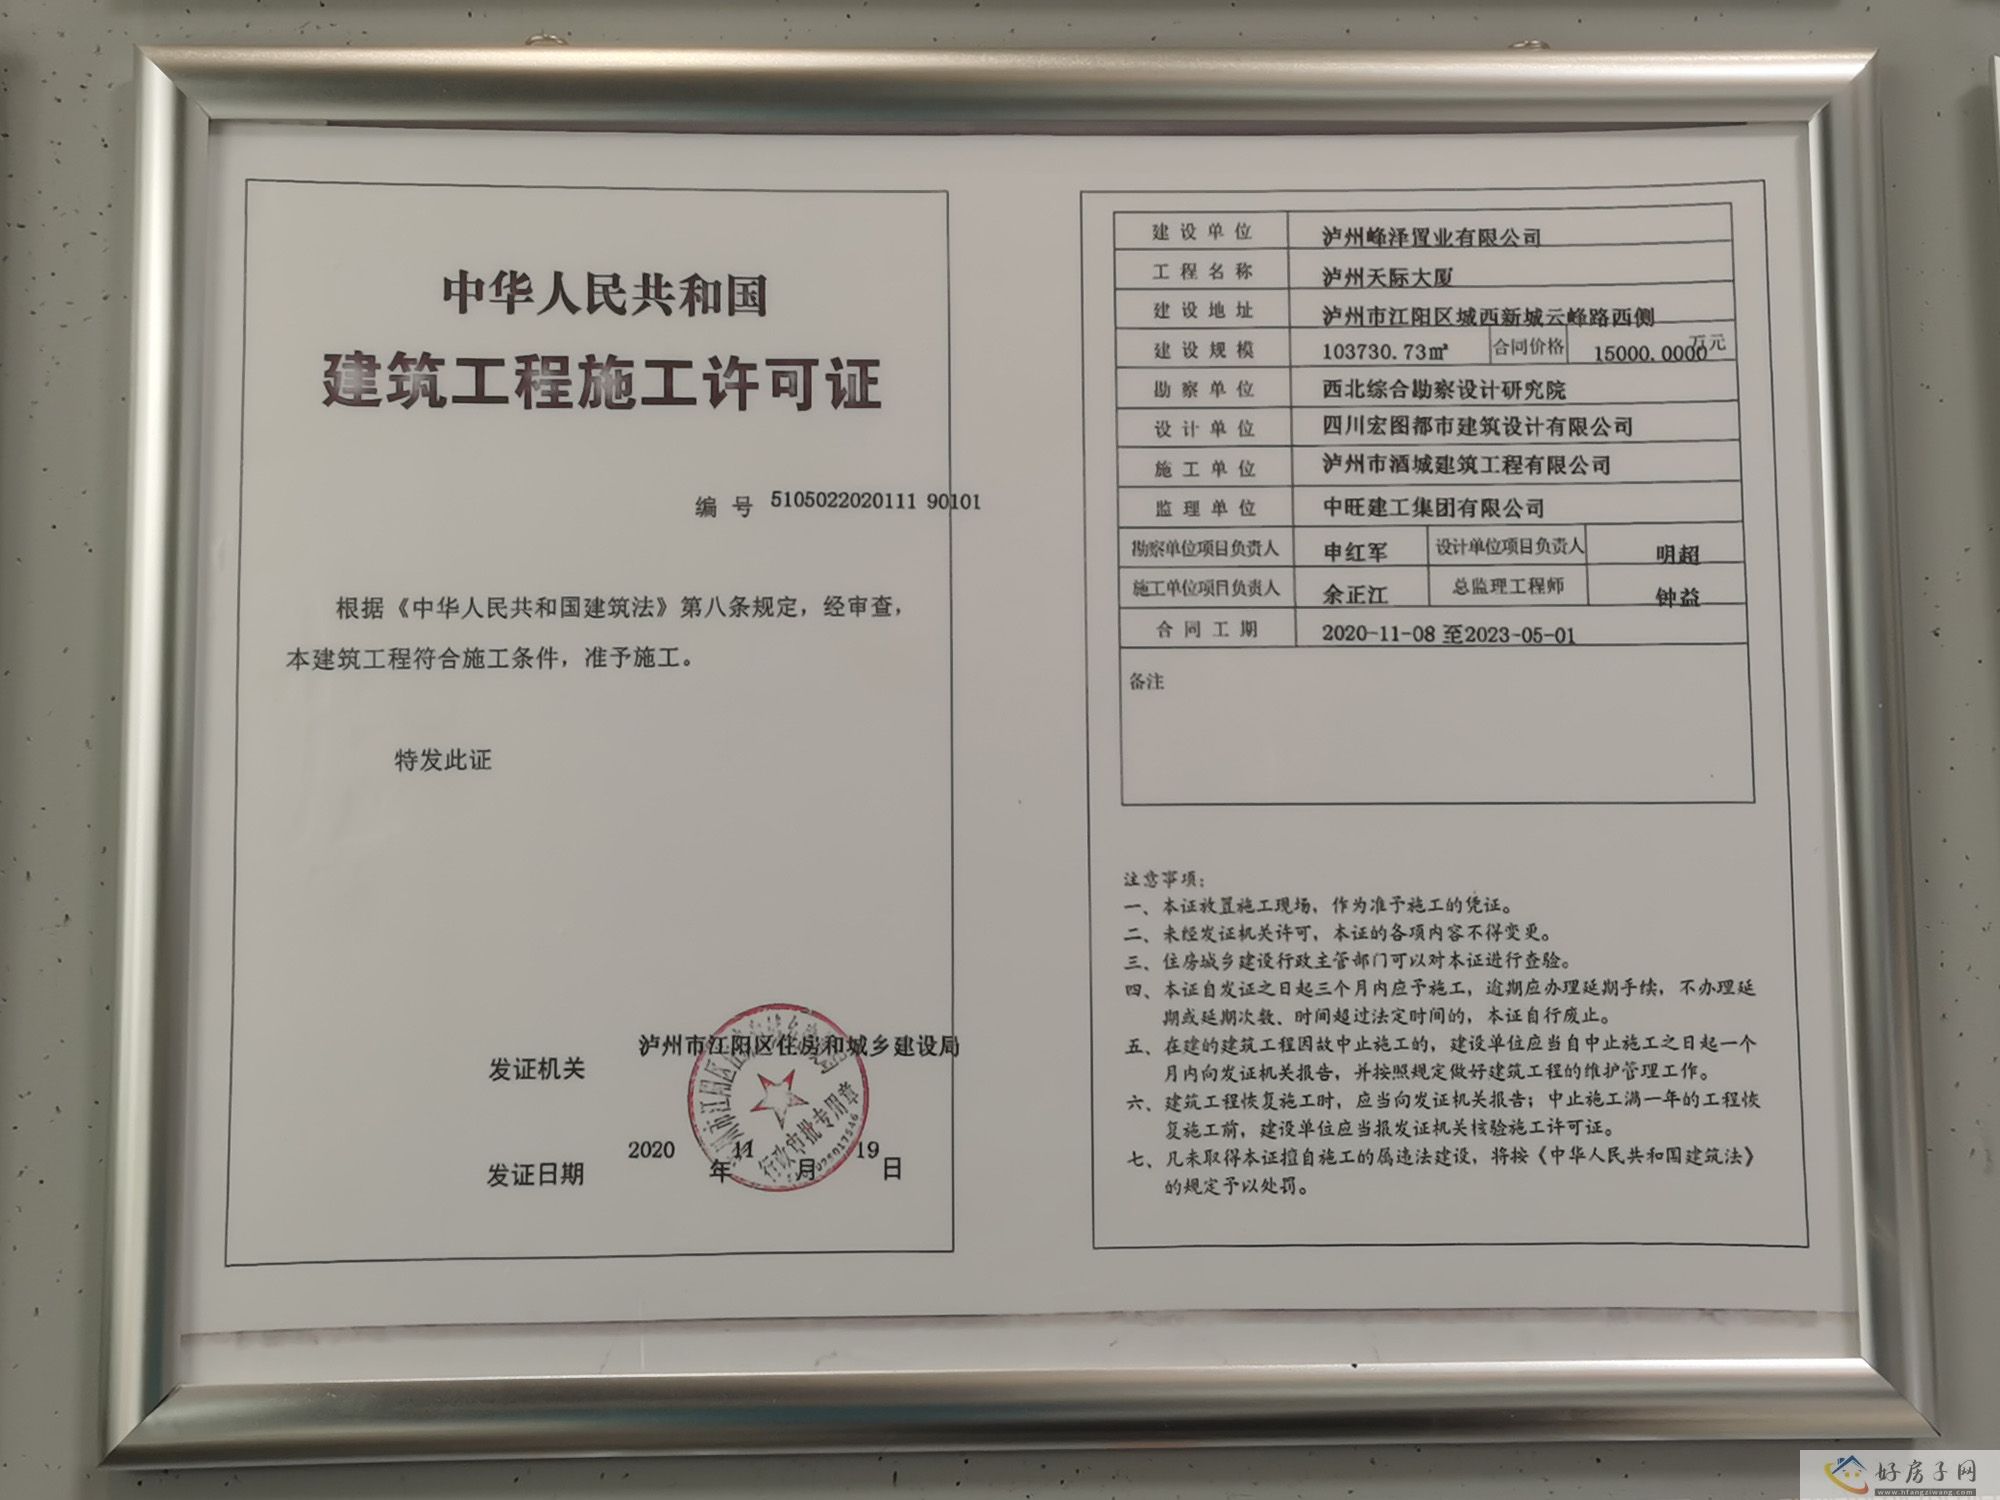 中华人民共和国
建筑工程施工许可证
编号 5105022020111 90101
根据《中华人民共和国建筑法》第八条规定，经审查，
本建筑工程符合施工条件，准予施工。
特发此证
发证机关 泸州市江阳区住房和城乡建设局
行政审批专用章
发证日期 2020 年 11 月 19 日
建设单位 泸州峰泽置业有限公司
工程名称 泸州天际大厦
建设地址 泸州市江阳区城西新城云峰路西侧
建设规模 103730.73㎡ 合同价格 15000.0000 万元
勘察单位 西北综合勘察设计研究院
设计单位 四川宏图都市建筑设计有限公司
施工单位 泸州市酒城建筑工程有限公司
监理单位 中旺建工集团有限公司
勘察单位项目负责人 申红军 设计单位项目负责人 明超
施工单位项目负责人 余正江 总监理工程师 钟益
合同工期 2020-11-08 至2023-05-01
备注
注意事项：
一、本证放置施工现场，作为准予施工的凭证。
二、未经发证机关许可，本证的各项内容不得变更。
三、住房城乡建设行政主管部门可以对本证进行查验。
四、本证自发证之日起三个月内应予施工，逾期应办理延期手续，不办理延
期或延期次数、时间超过法定时间的，本证自行废止。
五、在建的建筑工程因故中止施工的，建设单位应当自中止施工之日起一个
月内向发证机关报告，并按照规定做好建筑工程的维护管理工作。
六、建筑工程恢复施工时，应当向发证机关报告；中止施工满一年的工程恢
复施工前，建设单位应当报发证机关核验施工许可证。
七、凡未取得本证擅自施工的属违法建设，将按《中华人民共和国建筑法》
的规定予以处罚。
好房子网
www.hfangziwang.com